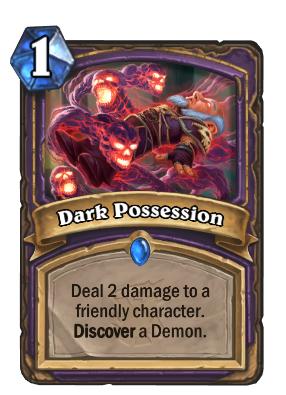 1
Dark Possession
Deal 2 damage to a
friendly character.
Discover a Demon.